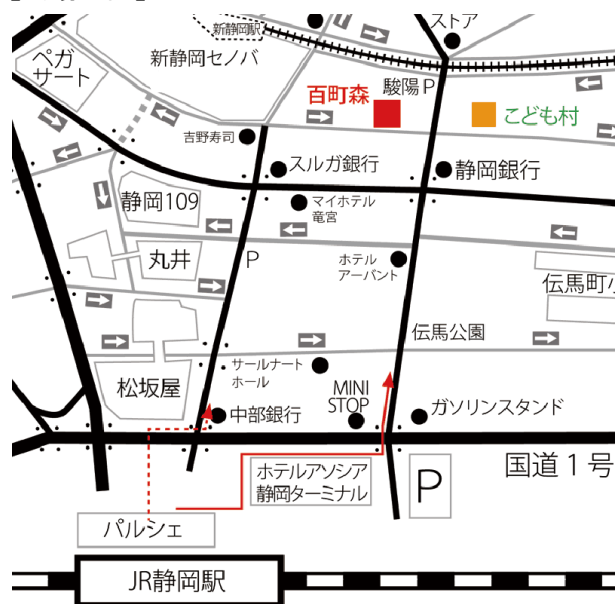 ストア
新静岡駅
ペガ
サート
新静岡セノバ
駿陽 P
百町森
こども村
吉野寿司
スルガ銀行
静岡銀行
静岡109
マイホテル
竜宮
丸井
P
ホテル
アーバント
伝馬町小
伝馬公園
サールナート
ホール
松坂屋
MINI
STOP
中部銀行
ガソリンスタンド
ホテルアソシア
静岡ターミナル
P
国道1号
パルシェ
JR静岡駅